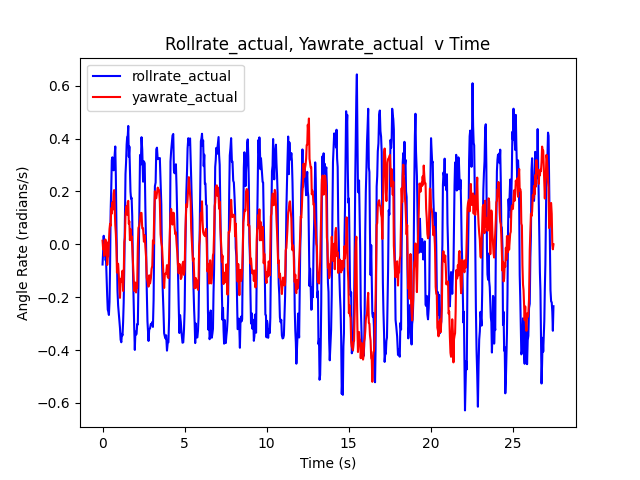 Rollrate_actual, Yawrate_actual  v Time
rollrate_actual
yawrate_actual
Angle Rate (radians/s)
0.6
0.4
0.2
0.0
−0.2
−0.4
−0.6
0 5 10 15 20 25
Time (s)